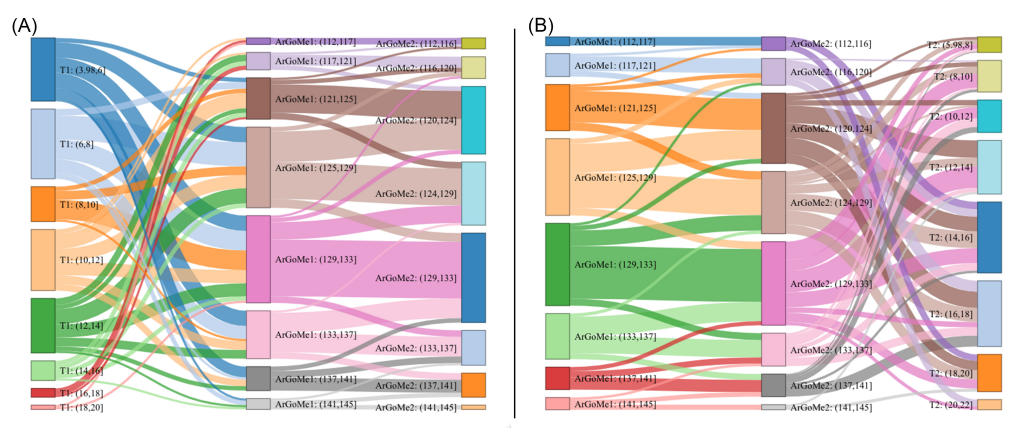 (A)
T1: (3.98,6]
T1: (6,8]
T1: (8,10]
T1: (10,12]
T1: (12,14]
T1: (14,16]
T1: (16,18]
T1: (18,20]
ArGoMe1: (112,117]
ArGoMe1: (117,121]
ArGoMe1: (121,125]
ArGoMe1: (125,129]
ArGoMe1: (129,133]
ArGoMe1: (133,137]
ArGoMe1: (137,141]
ArGoMe1: (141,145]
ArGoMe2: (112,116]
ArGoMe2: (116,120]
ArGoMe2: (120,124]
ArGoMe2: (124,129]
ArGoMe2: (129,133]
ArGoMe2: (133,137]
ArGoMe2: (137,141]
ArGoMe2: (141,145]
(B)
ArGoMe1: (112,117]
ArGoMe1: (117,121]
ArGoMe1: (121,125]
ArGoMe1: (125,129]
ArGoMe1: (129,133]
ArGoMe1: (133,137]
ArGoMe1: (137,141]
ArGoMe1: (141,145]
ArGoMe2: (112,116]
ArGoMe2: (116,120]
ArGoMe2: (120,124]
ArGoMe2: (124,129]
ArGoMe2: (129,133]
ArGoMe2: (133,137]
ArGoMe2: (137,141]
ArGoMe2: (141,145]
T2: (5.98,8]
T2: (8,10]
T2: (10,12]
T2: (12,14]
T2: (14,16]
T2: (16,18]
T2: (18,20]
T2: (20,22]